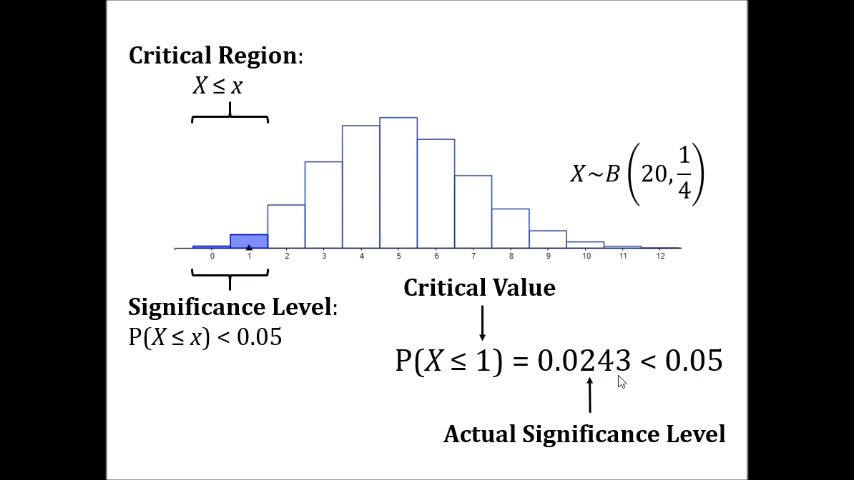 Critical Region:
X ≤ x
X~B(20, 1/4)
0 1 2 3 4 5 6 7 8 9 10 11 12
Significance Level:
P(X ≤ x) < 0.05
Critical Value
P(X ≤ 1) = 0.0243 < 0.05
Actual Significance Level